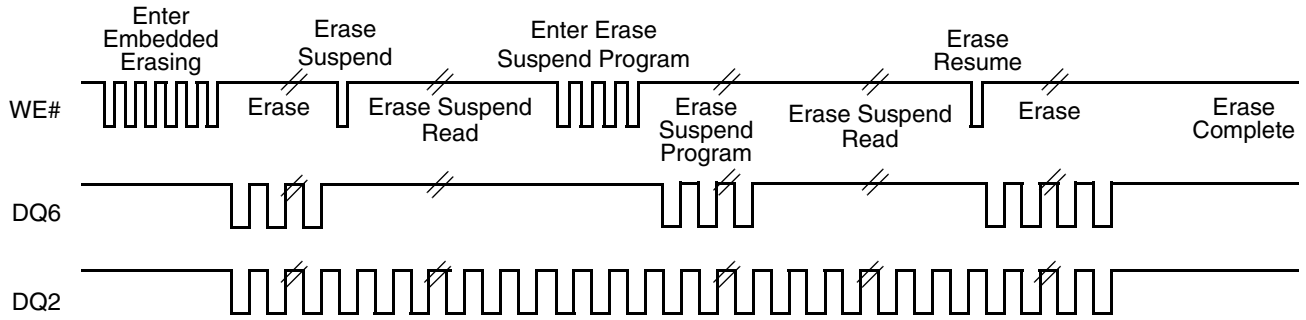 Enter
Embedded
Erasing
Erase
Suspend
Enter Erase
Suspend Program
Erase
Resume
WE#
Erase
Erase Suspend
Read
Erase
Suspend
Program
Erase Suspend
Read
Erase
Erase
Complete
DQ6
DQ2